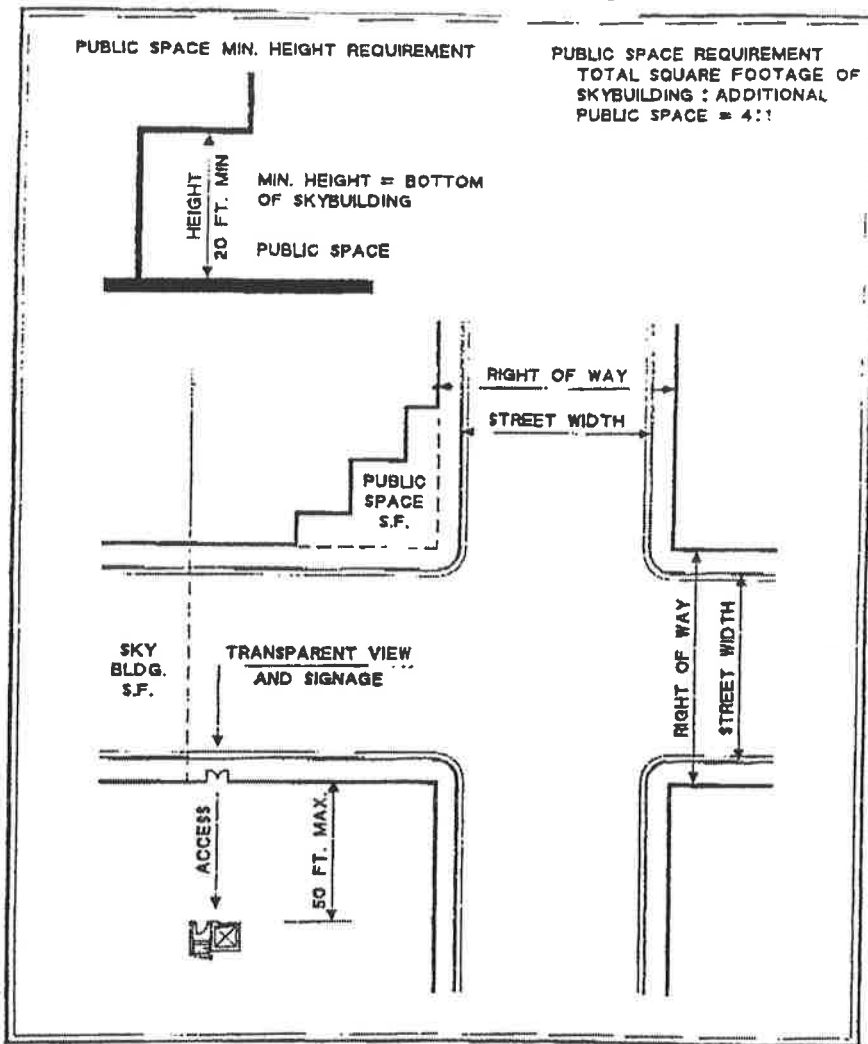 PUBLIC SPACE MIN. HEIGHT REQUIREMENT
PUBLIC SPACE REQUIREMENT
TOTAL SQUARE FOOTAGE OF
SKYBUILDING : ADDITIONAL
PUBLIC SPACE = 4:1
HEIGHT
20 FT. MIN
MIN. HEIGHT = BOTTOM
OF SKYBUILDING
PUBLIC SPACE
RIGHT OF WAY
STREET WIDTH
PUBLIC
SPACE
S.F.
SKY
BLDG.
S.F.
TRANSPARENT VIEW
AND SIGNAGE
RIGHT OF WAY
STREET WIDTH
ACCESS
50 FT. MAX.